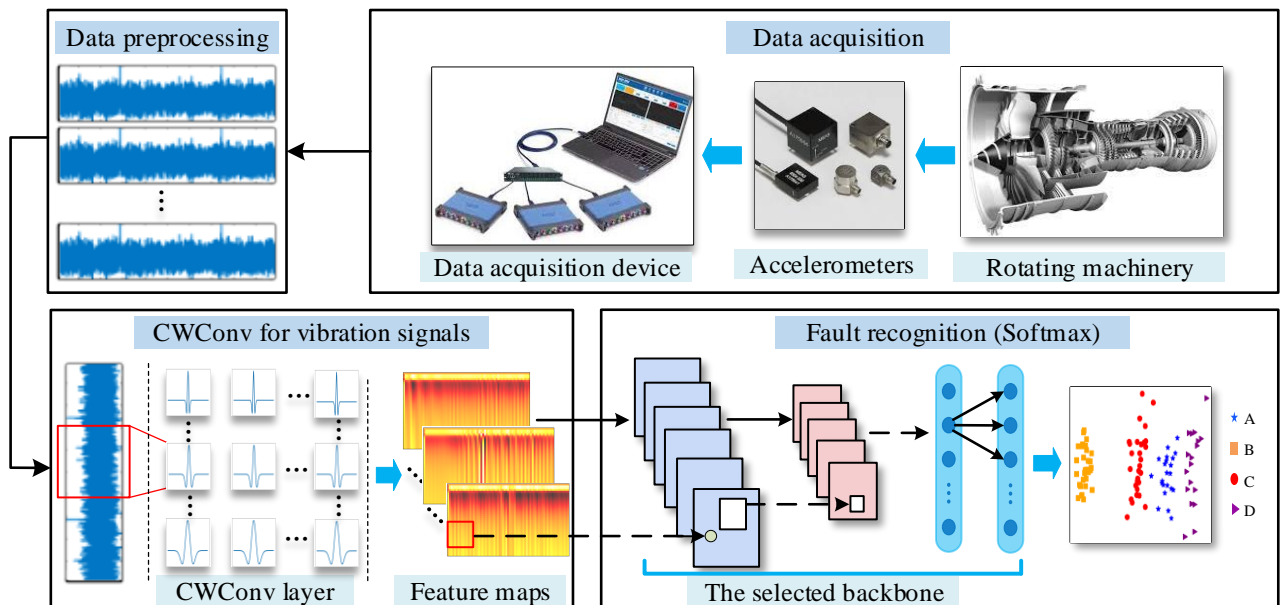 Data preprocessing
Data acquisition
Data acquisition device
Accelerometers
Rotating machinery
CWConv for vibration signals
CWConv layer
Feature maps
Fault recognition (Softmax)
The selected backbone
A
B
C
D